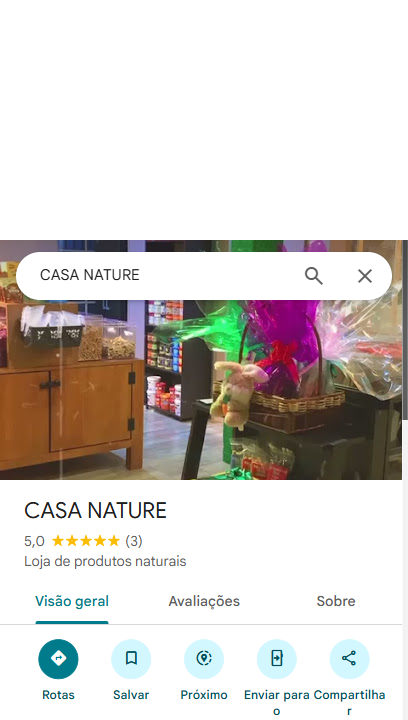 CASA NATURE
CASA NATURE
5,0 ★★★★★ (3)
Loja de produtos naturais
Visão geral Avaliações Sobre
Rotas Salvar Próximo Enviar para o Compartilhar